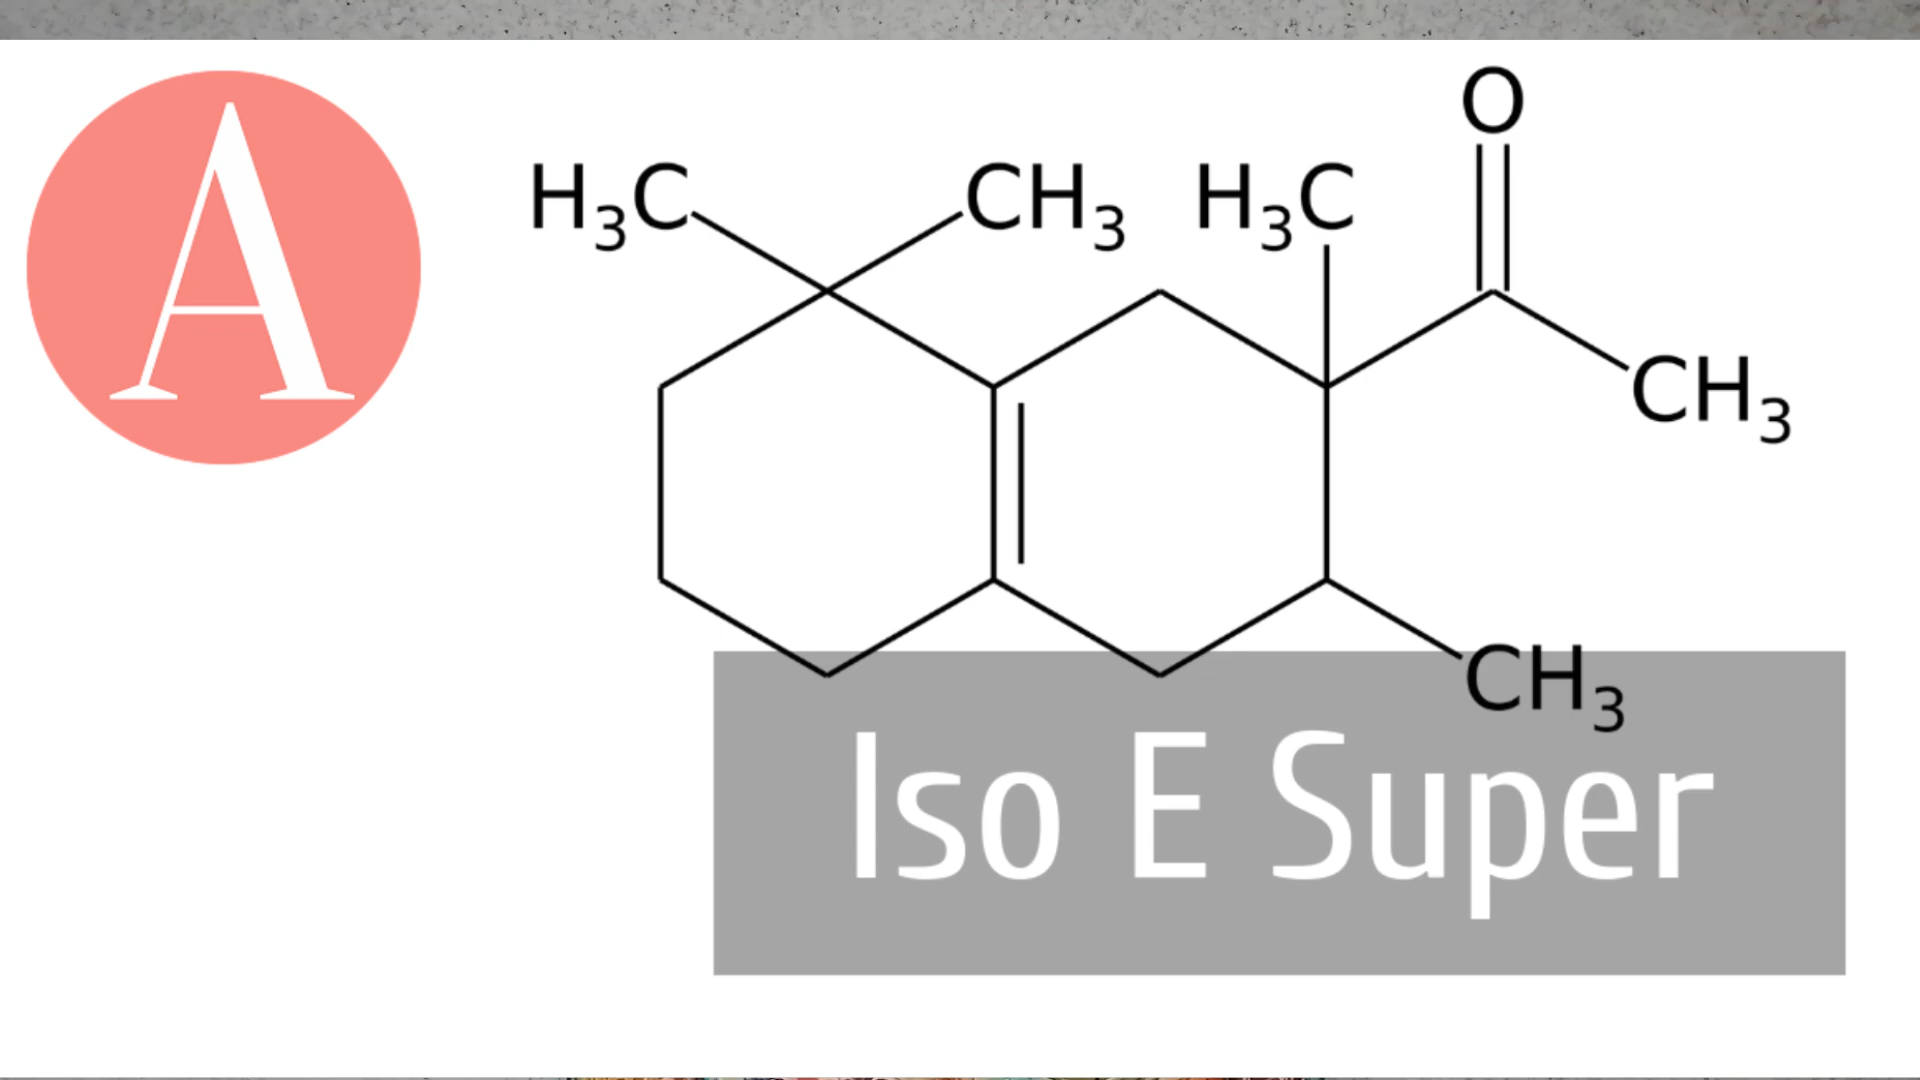 A
O
H₃C CH₃ H₃C
CH₃
CH₃
Iso E Super